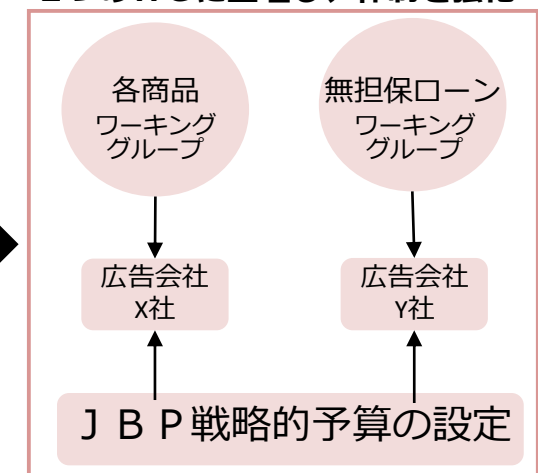 各商品
ワーキング
グループ
無担保ローン
ワーキング
グループ
広告会社
X社
広告会社
Y社
ＪＢＰ戦略的予算の設定